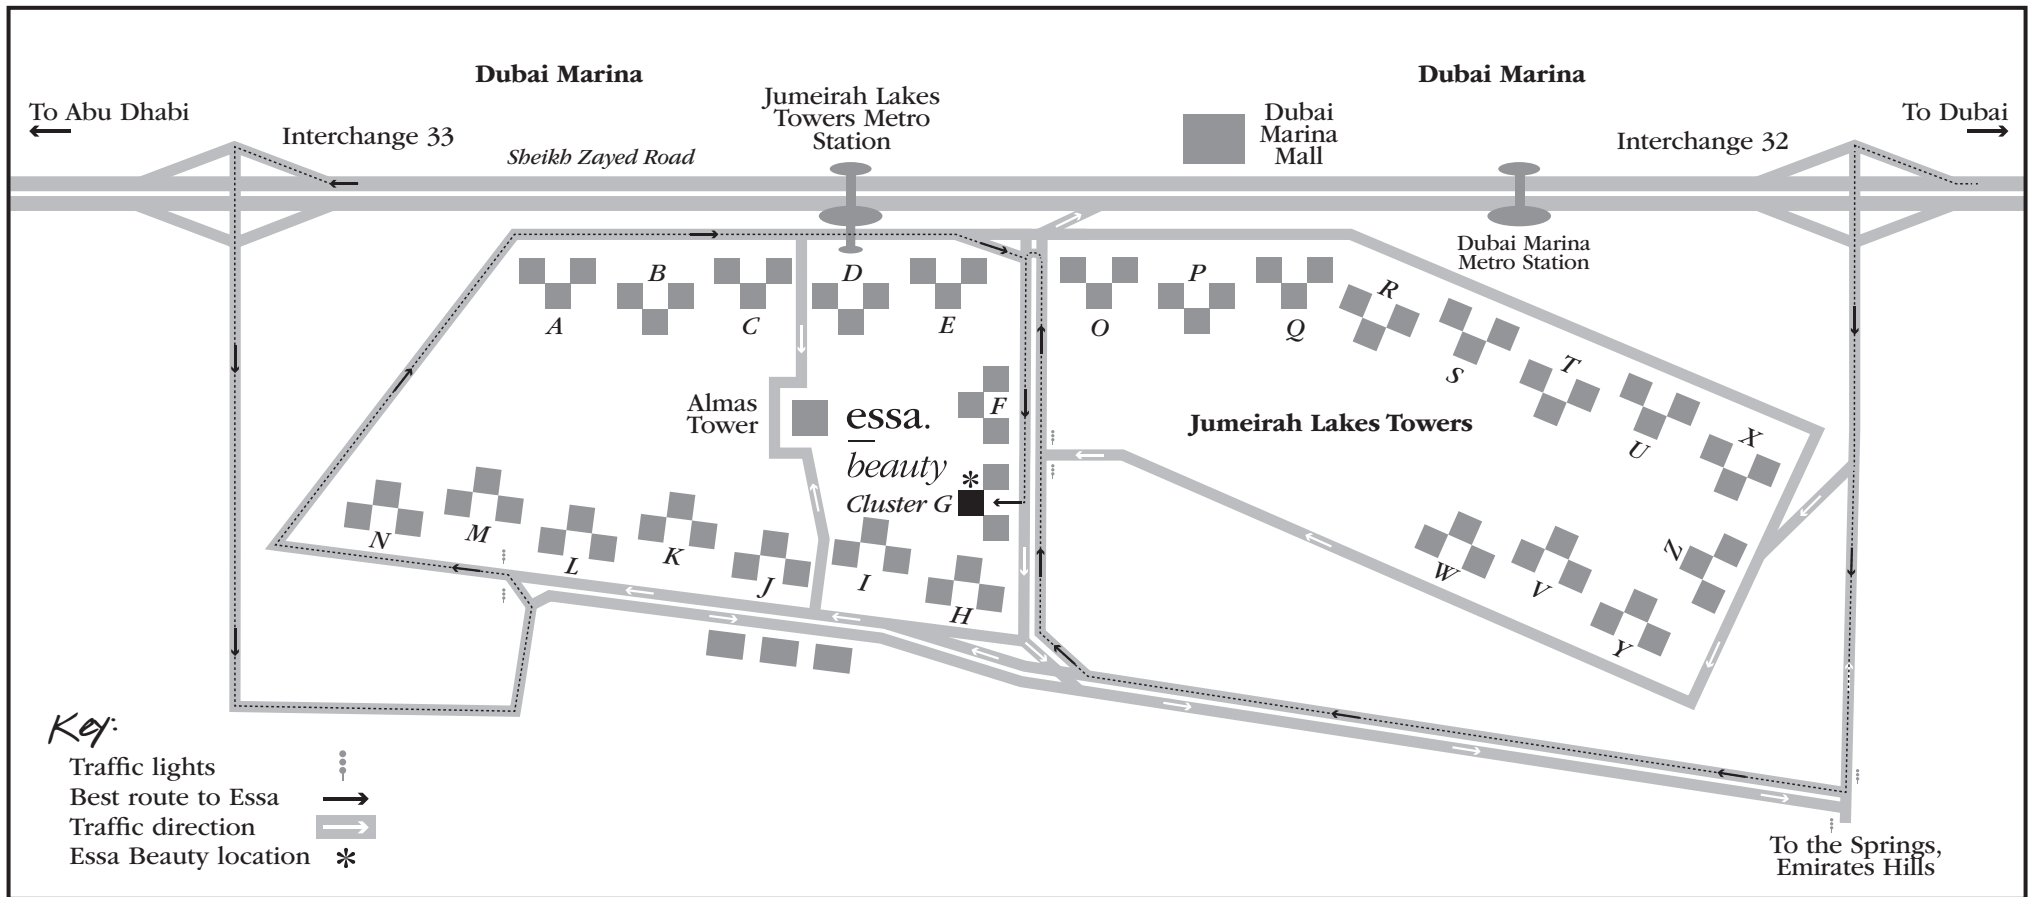 Dubai Marina
Dubai Marina
To Abu Dhabi
Interchange 33
Sheikh Zayed Road
Jumeirah Lakes
Towers Metro
Station
Dubai
Marina
Mall
Interchange 32
To Dubai
Dubai Marina
Metro Station
A
B
C
D
E
O
P
Q
R
S
T
U
X
Almas
Tower
essa.
beauty
Cluster G
*
F
Jumeirah Lakes Towers
N
M
L
K
J
I
H
W
V
Y
Z
Key:
Traffic lights
Best route to Essa
Traffic direction
Essa Beauty location *
To the Springs,
Emirates Hills